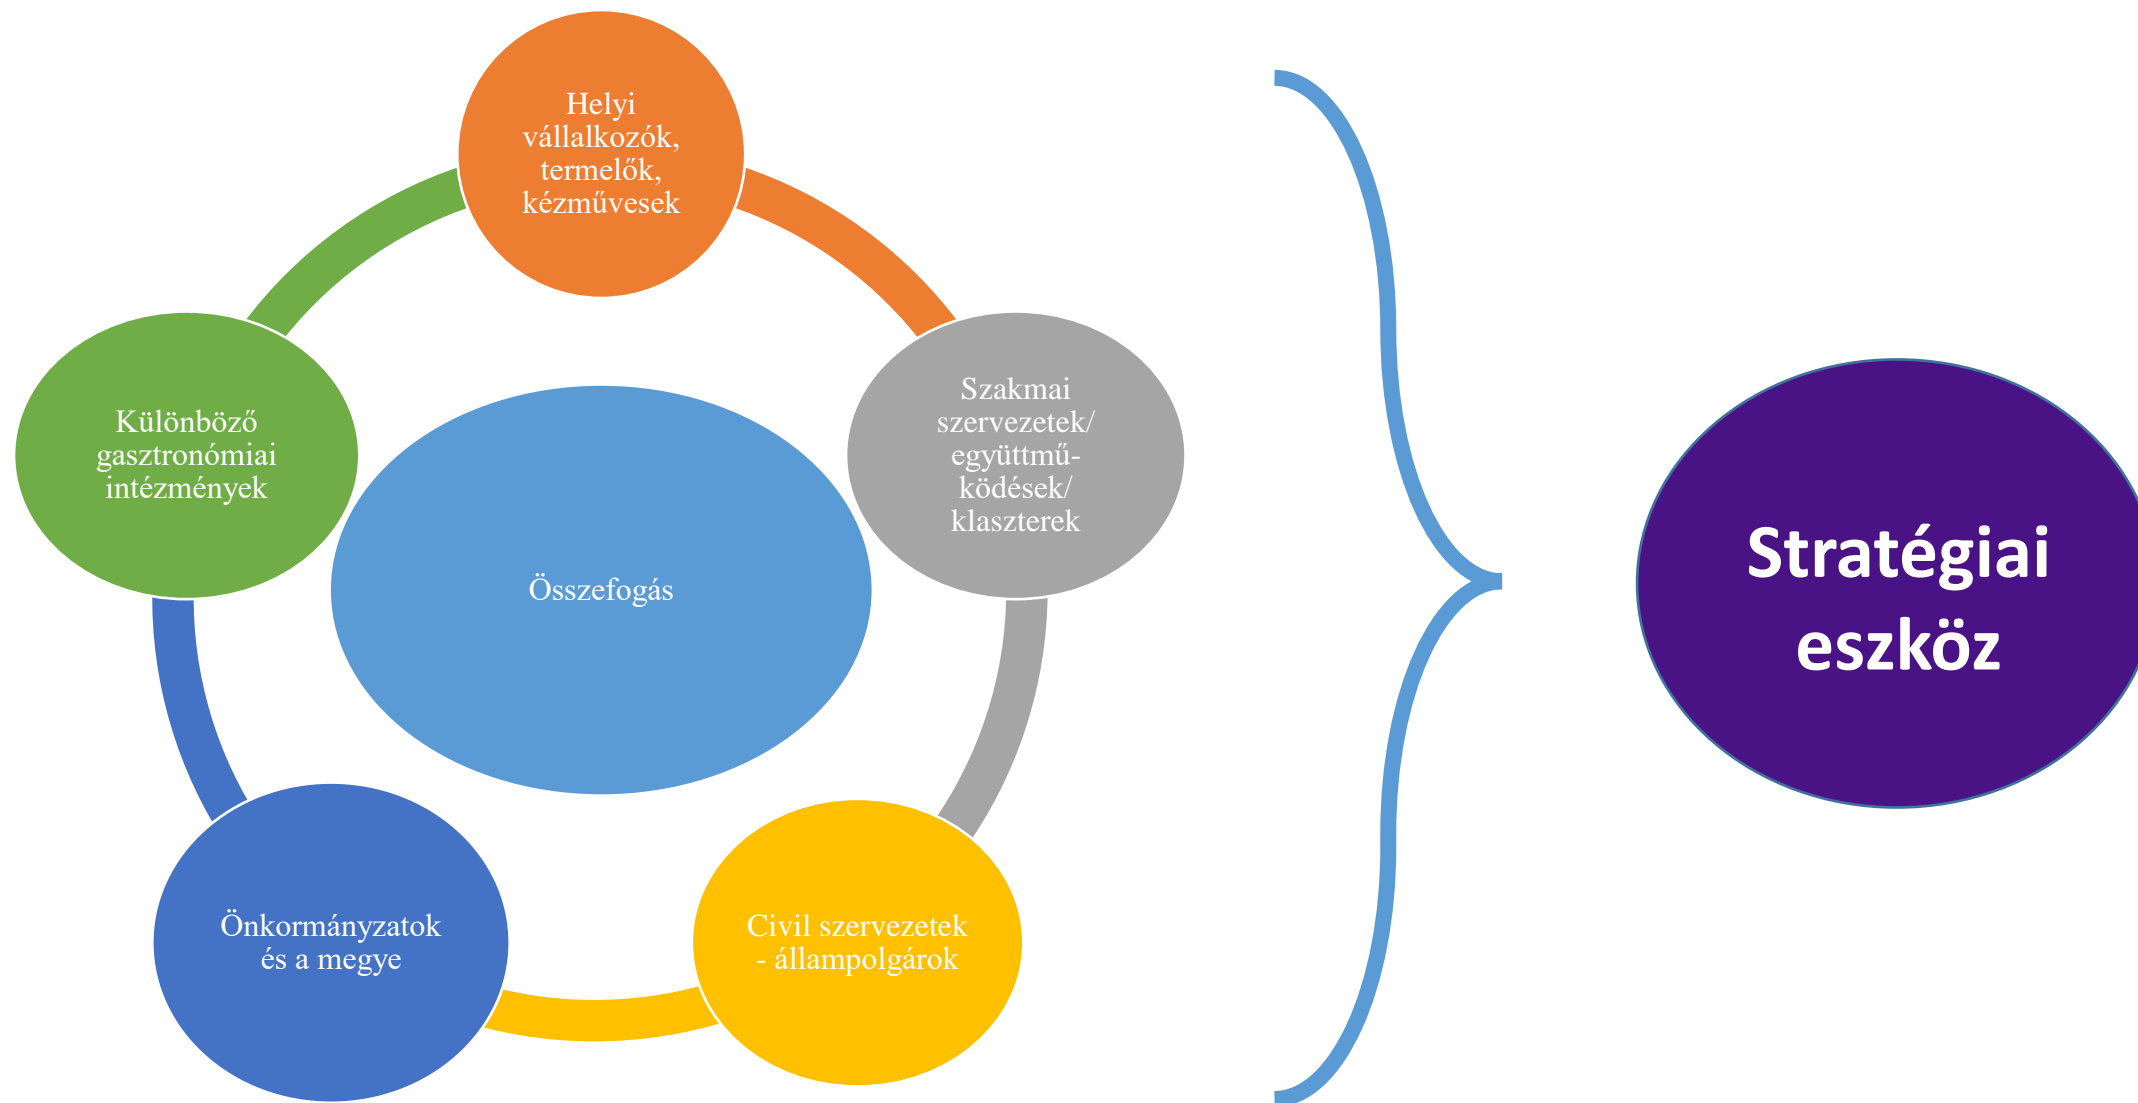 Helyi
vállalkozók,
termelők,
kézművesek
Szakmai
szervezetek/
együttmű-
ködések/
klaszterek
Civil szervezetek
- állampolgárok
Önkormányzatok
és a megye
Különböző
gasztronómiai
intézmények
Összefogás
Stratégiai
eszköz